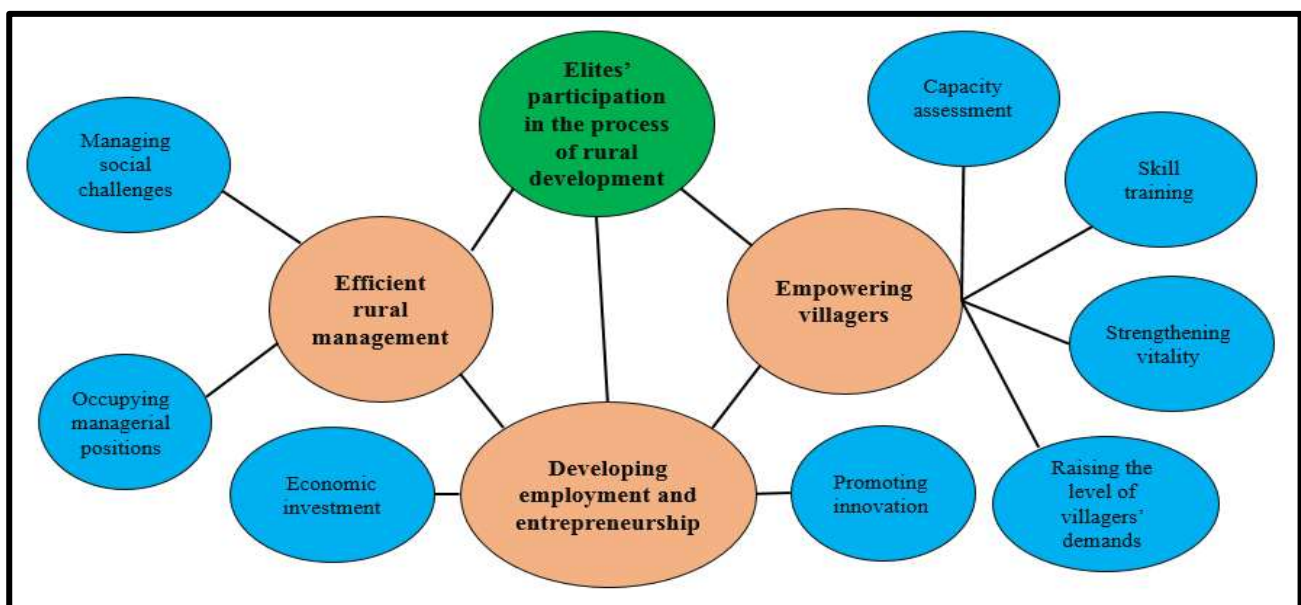 Elites’
participation
in the process
of rural
development
Capacity
assessment
Managing
social
challenges
Skill
training
Efficient
rural
management
Empowering
villagers
Strengthening
vitality
Occupying
managerial
positions
Economic
investment
Developing
employment and
entrepreneurship
Promoting
innovation
Raising the
level of
villagers’
demands